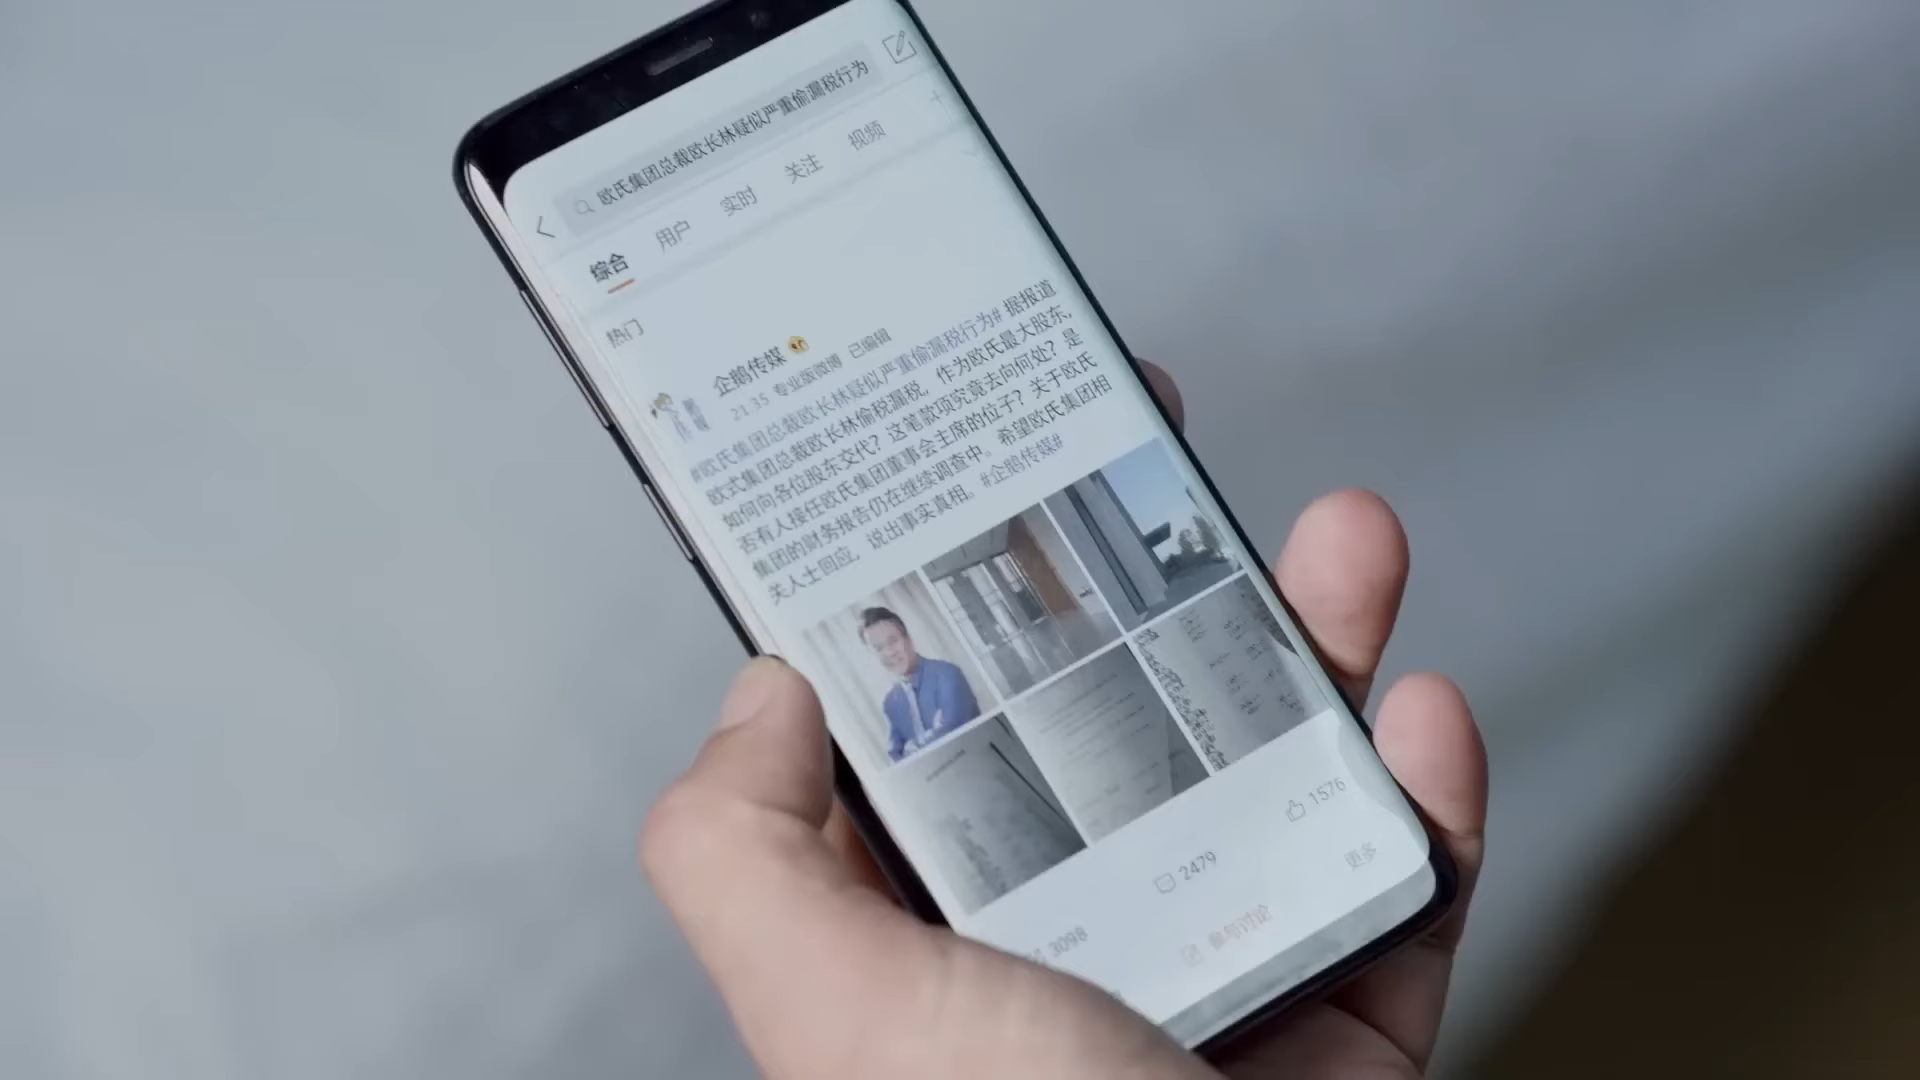 欧氏集团总裁欧长林疑似严重偷漏税行为
综合 用户 实时 关注 视频
热门
企鹅传媒
21:35 专业版微博 已编辑
#欧氏集团总裁欧长林疑似严重偷漏税行为# 据报道
欧式集团总裁欧长林偷税漏税，作为欧氏最大股东，
如何向各位股东交代？这笔款项究竟去向何处？是
否有人接任欧氏集团董事会主席的位子？关于欧氏
集团的财务报告仍在继续调查中。希望欧氏集团相
关人士回应，说出事实真相。#企鹅传媒#
3098 2479 1576
参与讨论 更多